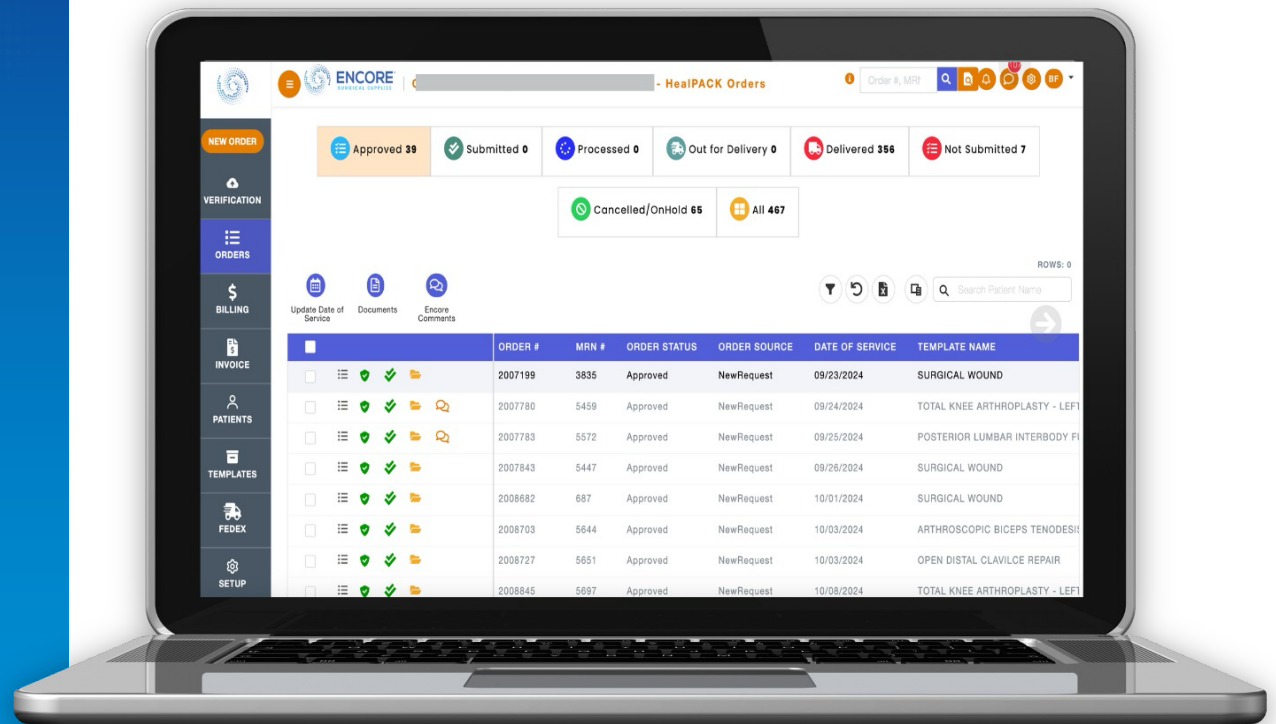 ENCORE
SURGICAL SUPPLIES
- HealPACK Orders
Order #, MR
BF
NEW ORDER
VERIFICATION
ORDERS
BILLING
INVOICE
PATIENTS
TEMPLATES
FEDEX
SETUP
Approved 39
Submitted 0
Processed 0
Out for Delivery 0
Delivered 356
Not Submitted 7
Cancelled/OnHold 65
All 467
ROWS: 0
Update Date of
Service
Documents
Encore
Comments
Search Patient Name
ORDER # MRN # ORDER STATUS ORDER SOURCE DATE OF SERVICE TEMPLATE NAME
2007199 3835 Approved NewRequest 09/23/2024 SURGICAL WOUND
2007780 5459 Approved NewRequest 09/24/2024 TOTAL KNEE ARTHROPLASTY - LEFT
2007783 5572 Approved NewRequest 09/25/2024 POSTERIOR LUMBAR INTERBODY
2007843 5447 Approved NewRequest 09/26/2024 SURGICAL WOUND
2008682 687 Approved NewRequest 10/01/2024 SURGICAL WOUND
2008703 5644 Approved NewRequest 10/03/2024 ARTHROSCOPIC BICEPS TENODESIS
2008727 5651 Approved NewRequest 10/03/2024 OPEN DISTAL CLAVILCE REPAIR
2008845 5697 Approved NewRequest 10/08/2024 TOTAL KNEE ARTHROPLASTY - LEFT